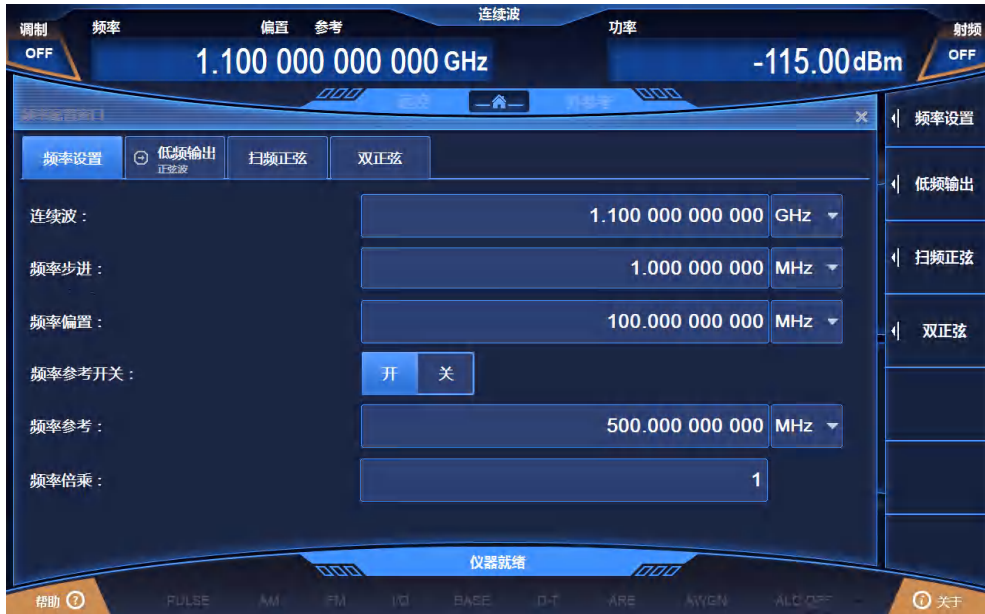 连续波
调制 频率 偏置 参考 功率 射频
OFF 1.100 000 000 000 GHz -115.00 dBm OFF
频率配置窗口
频率设置
频率设置 低频输出 扫频正弦 双正弦
正弦波
低频输出
连续波： 1.100 000 000 000 GHz
频率步进： 1.000 000 000 MHz
扫频正弦
频率偏置： 100.000 000 000 MHz
双正弦
频率参考开关： 开 关
频率参考： 500.000 000 000 MHz
频率倍乘： 1
仪器就绪
帮助 PULSE AM FM I/Q BASE D-T ARB AWGN ALC OFF 关于